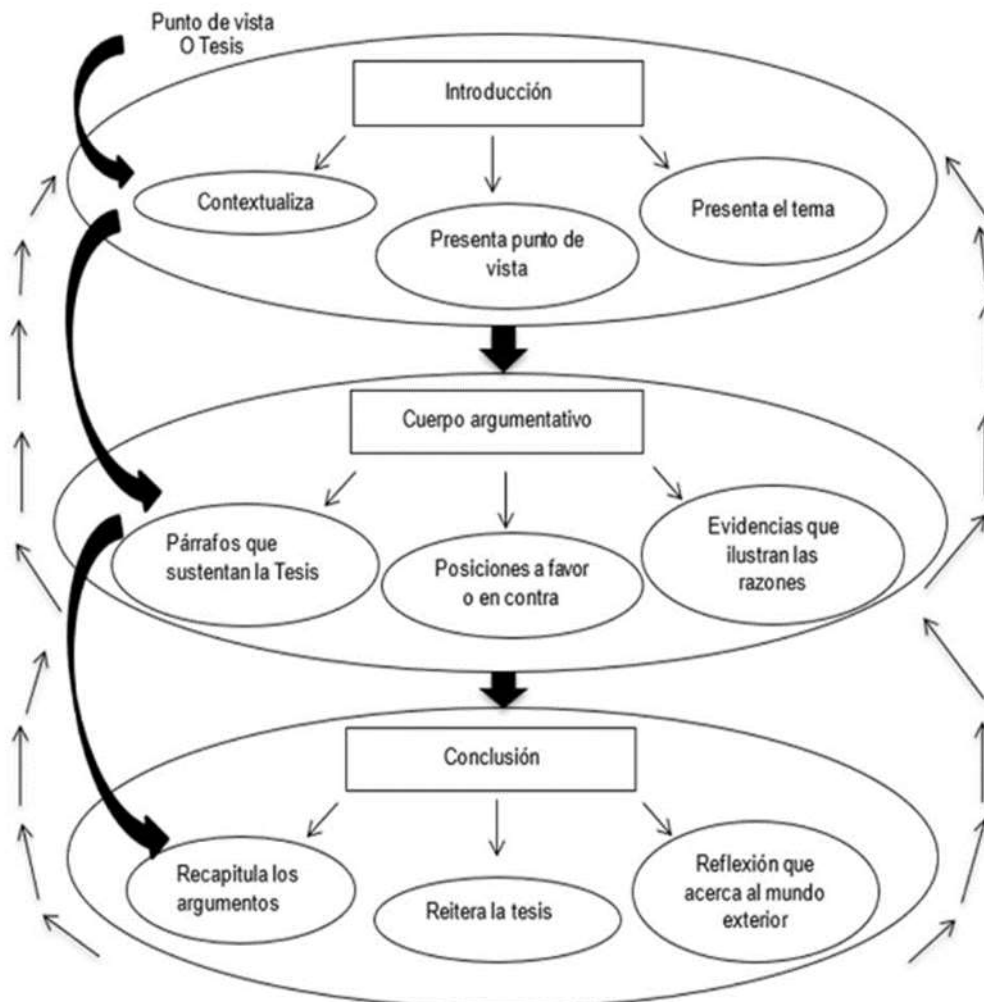 Punto de vista
O Tesis
Introducción
Contextualiza
Presenta punto de
vista
Presenta el tema
Cuerpo argumentativo
Párrafos que
sustentan la Tesis
Posiciones a favor
o en contra
Evidencias que
ilustran las
razones
Conclusión
Recapitula los
argumentos
Reitera la tesis
Reflexión que
acerca al mundo
exterior